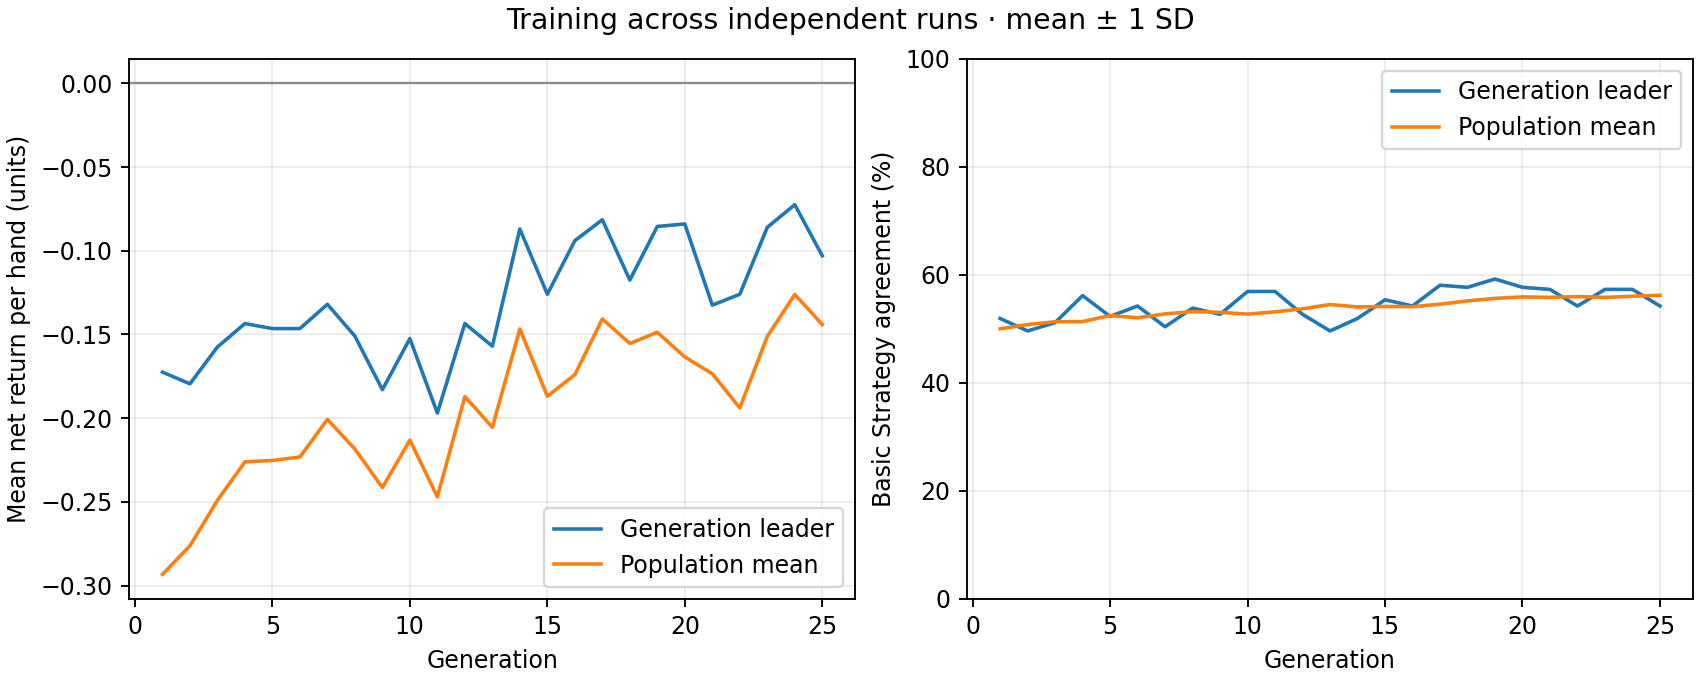 Training across independent runs · mean ± 1 SD
Mean net return per hand (units)
0.00
−0.05
−0.10
−0.15
−0.20
−0.25
−0.30
0
5
10
15
20
25
Generation
Generation leader
Population mean
Basic Strategy agreement (%)
100
80
60
40
20
0
0
5
10
15
20
25
Generation
Generation leader
Population mean